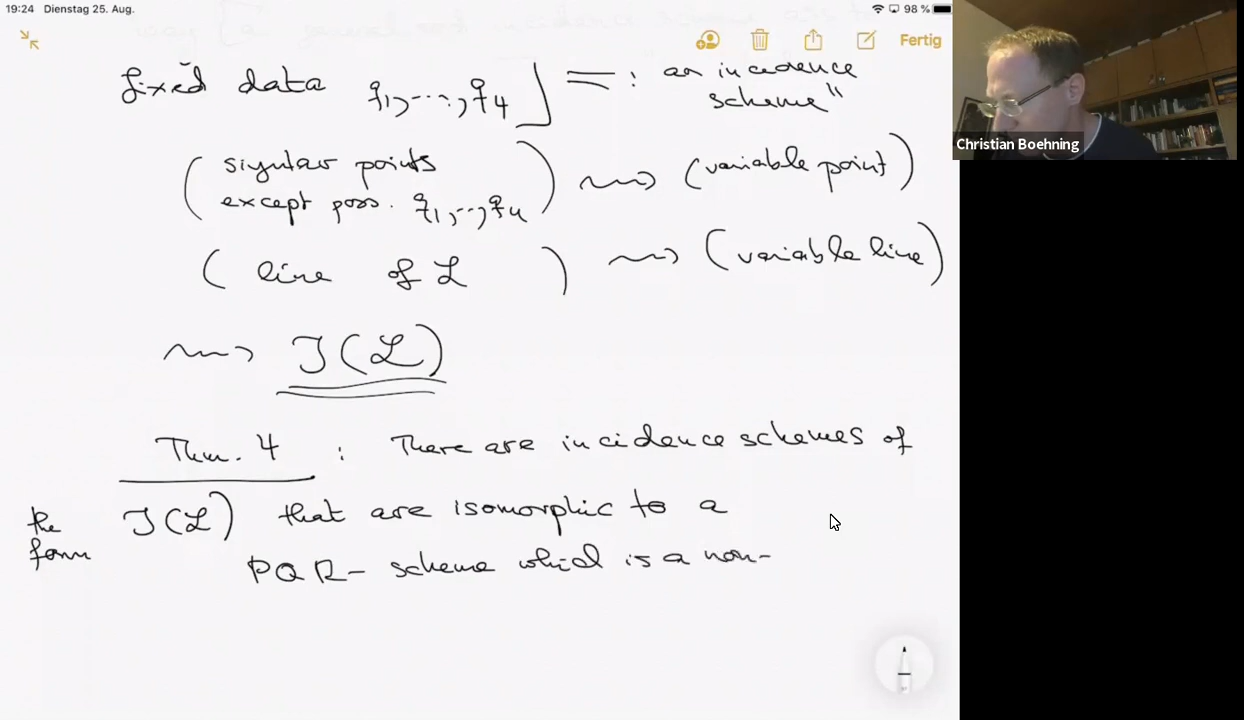 19:24 Dienstag 25. Aug.
98 %
Fertig
fixed data q1, ..., q4 ] =: an incidence
scheme"
Christian Boehning
( singular points
except poss. q1, ..., q4 ) ⇝ (variable point)
( line of L ) ⇝ (variable line)
⇝ J(L)
Thm. 4 : There are incidence schemes of
the form J(L) that are isomorphic to a
PQR- scheme which is a non-